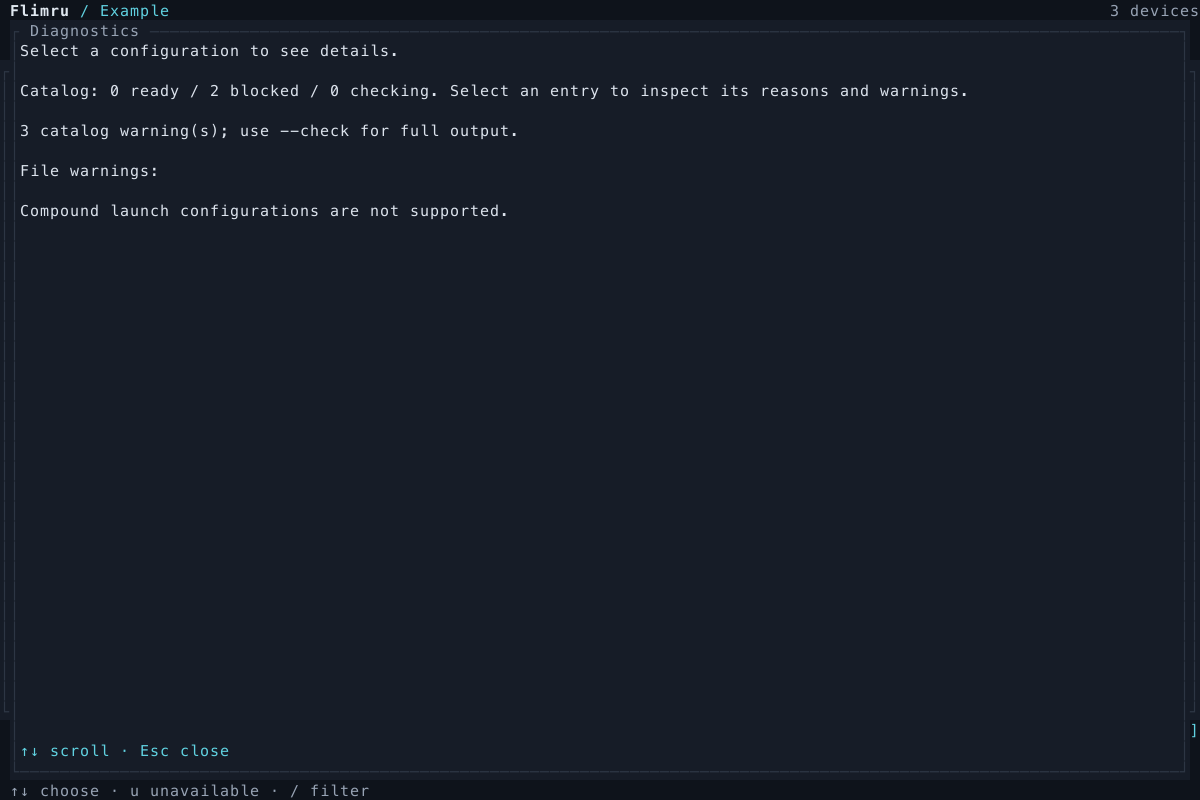 Flimru / Example 3 devices
Diagnostics
Select a configuration to see details.
Catalog: 0 ready / 2 blocked / 0 checking. Select an entry to inspect its reasons and warnings.
3 catalog warning(s); use --check for full output.
File warnings:
Compound launch configurations are not supported.
]
↑↓ scroll · Esc close
↑↓ choose · u unavailable · / filter